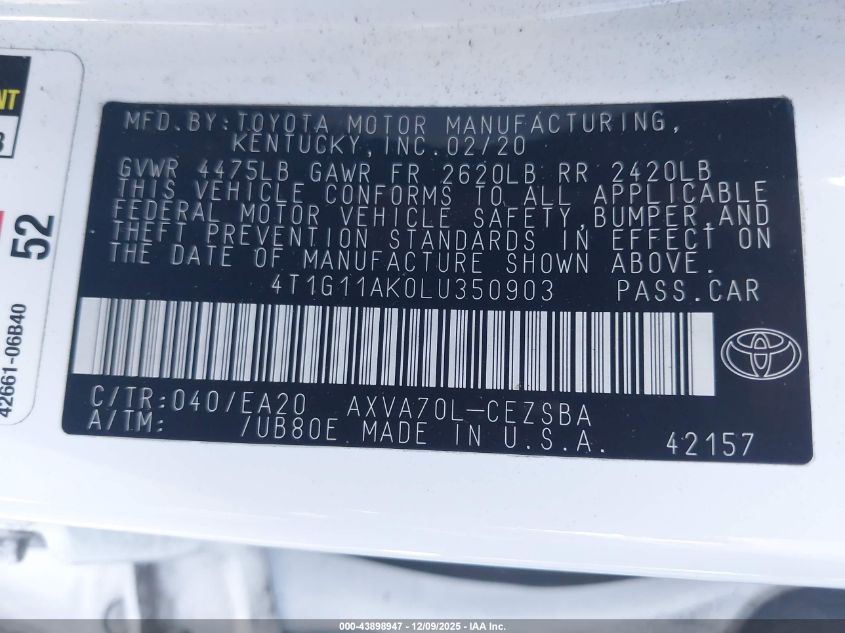 NT
3
52
42661-06B40
MFD.BY:TOYOTA MOTOR MANUFACTURING,
KENTUCKY,INC.02/20
GVWR 4475LB GAWR FR 2620LB RR 2420LB
THIS VEHICLE CONFORMS TO ALL APPLICABLE
FEDERAL MOTOR VEHICLE SAFETY,BUMPER,AND
THEFT PREVENTION STANDARDS IN EFFECT ON
THE DATE OF MANUFACTURE SHOWN ABOVE.
4T1G11AK0LU350903 PASS.CAR
C/TR:040/EA20 AXVA70L-CEZSBA
A/TM: /UB80E MADE IN U.S.A. 42157
000-43898947 - 12/09/2025 - IAA Inc.